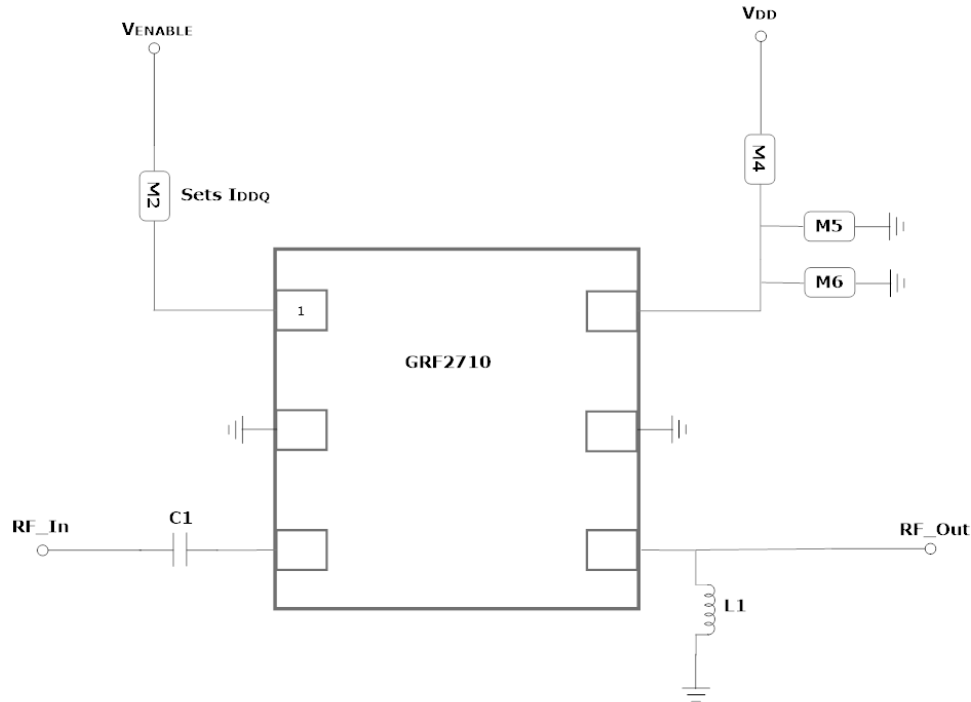 VENABLE
VDD
M4
M2
Sets IDDQ
M5
M6
1
GRF2710
C1
RF_In
RF_Out
L1